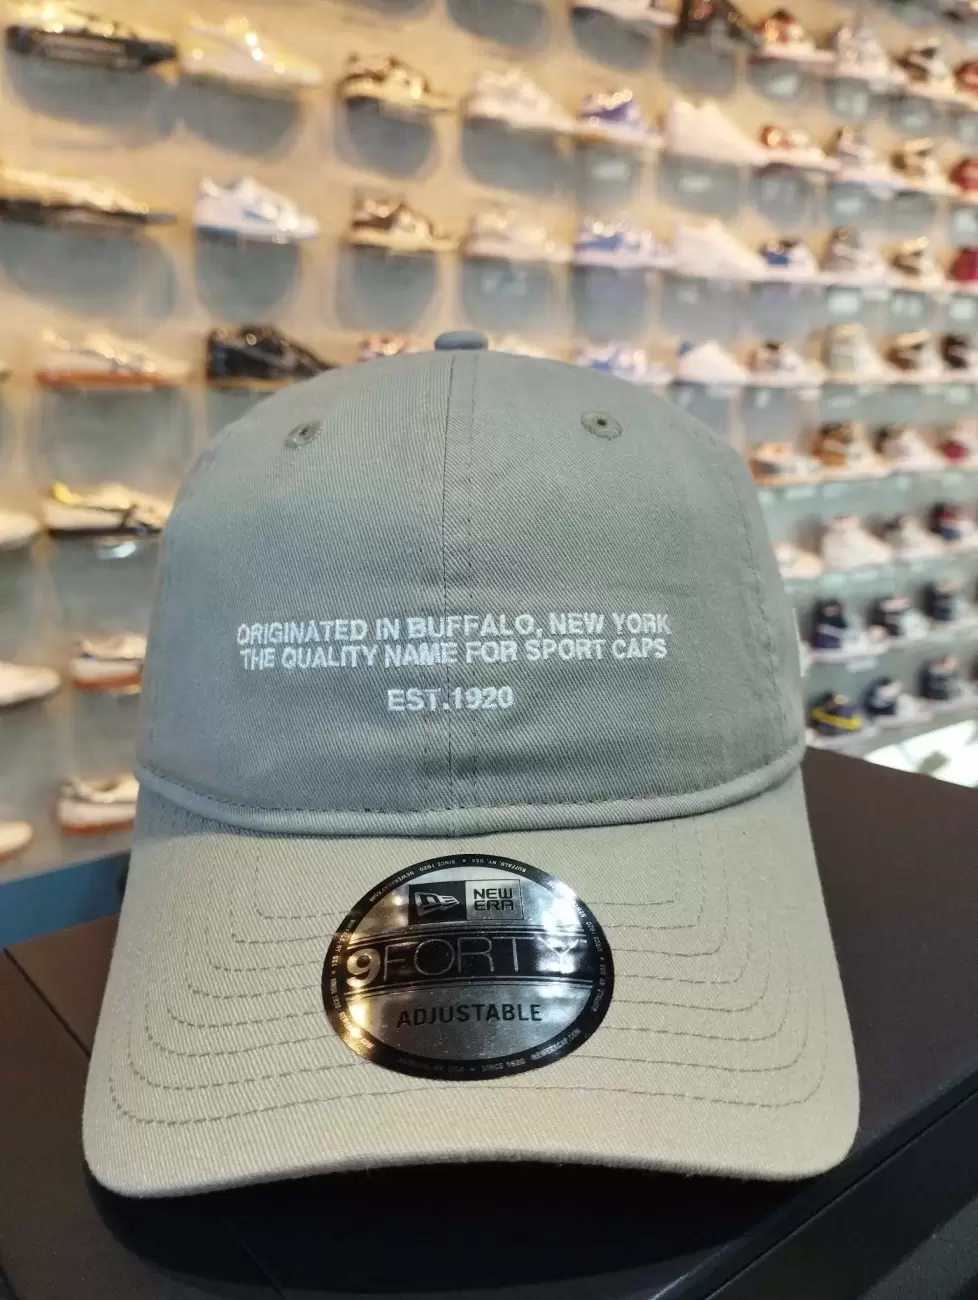 ORIGINATED IN BUFFALO, NEW YORK
THE QUALITY NAME FOR SPORT CAPS
EST.1920
NEW
ERA
9FORTY
ADJUSTABLE